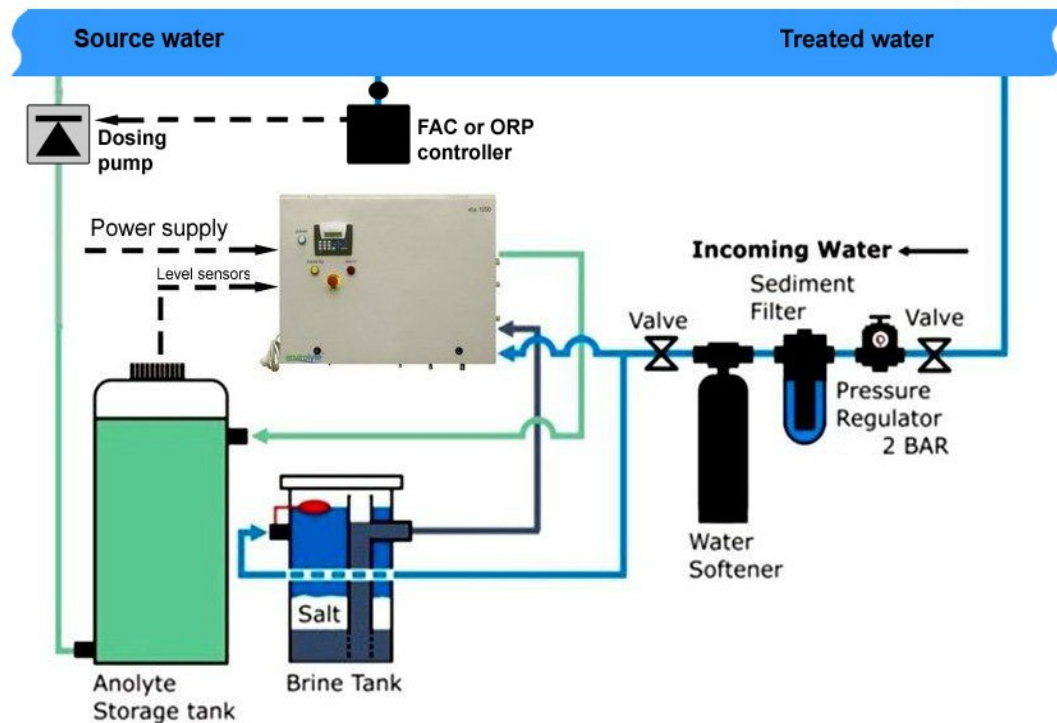 Source water
Treated water
Dosing
pump
FAC or ORP
controller
Power supply
Level sensors
Incoming Water
Sediment
Filter
Valve
Valve
Pressure
Regulator
2 BAR
Water
Softener
Salt
Brine Tank
Anolyte
Storage tank
envirolyte